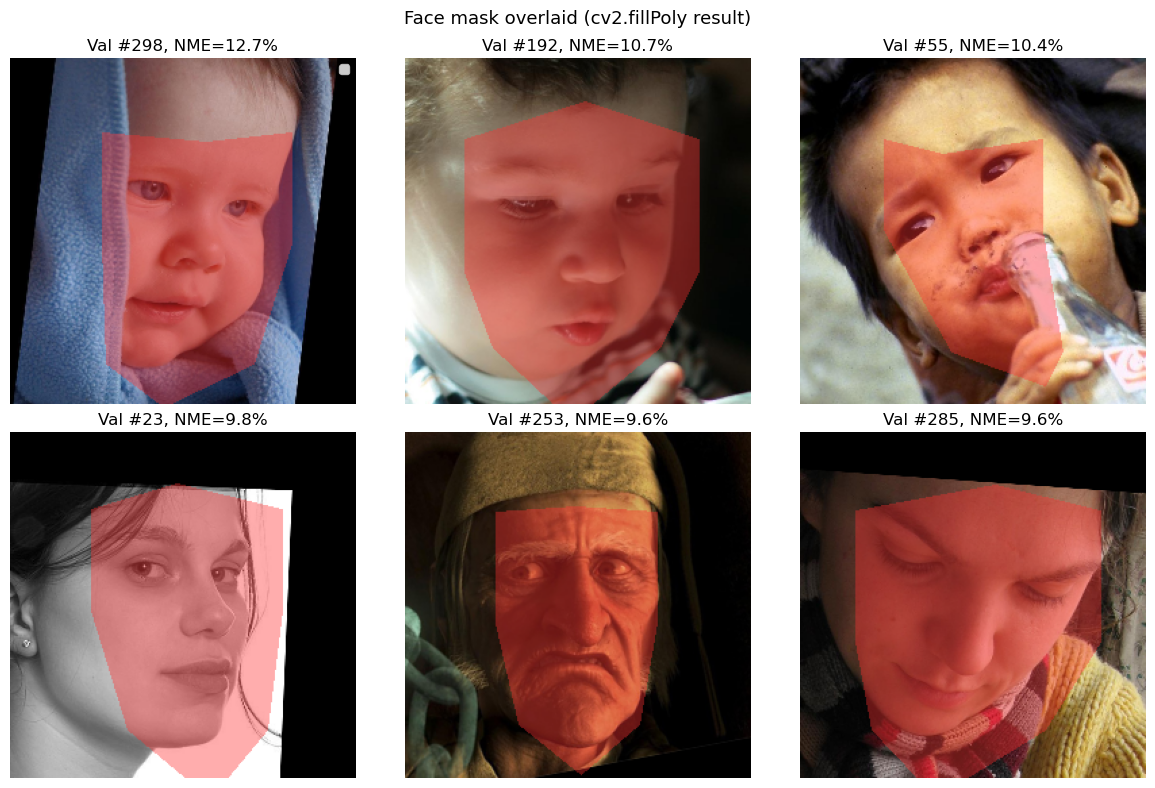 Face mask overlaid (cv2.fillPoly result)
Val #298, NME=12.7%
Val #192, NME=10.7%
Val #55, NME=10.4%
Val #23, NME=9.8%
Val #253, NME=9.6%
Val #285, NME=9.6%